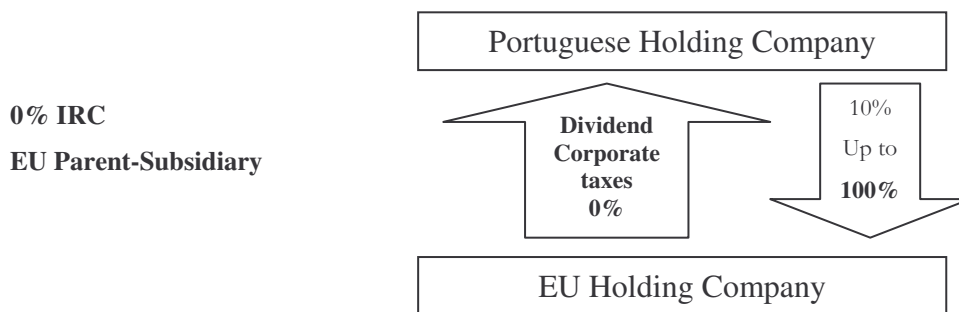 Portuguese Holding Company
0% IRC
EU Parent-Subsidiary
Dividend
Corporate
taxes
0%
10%
Up to
100%
EU Holding Company